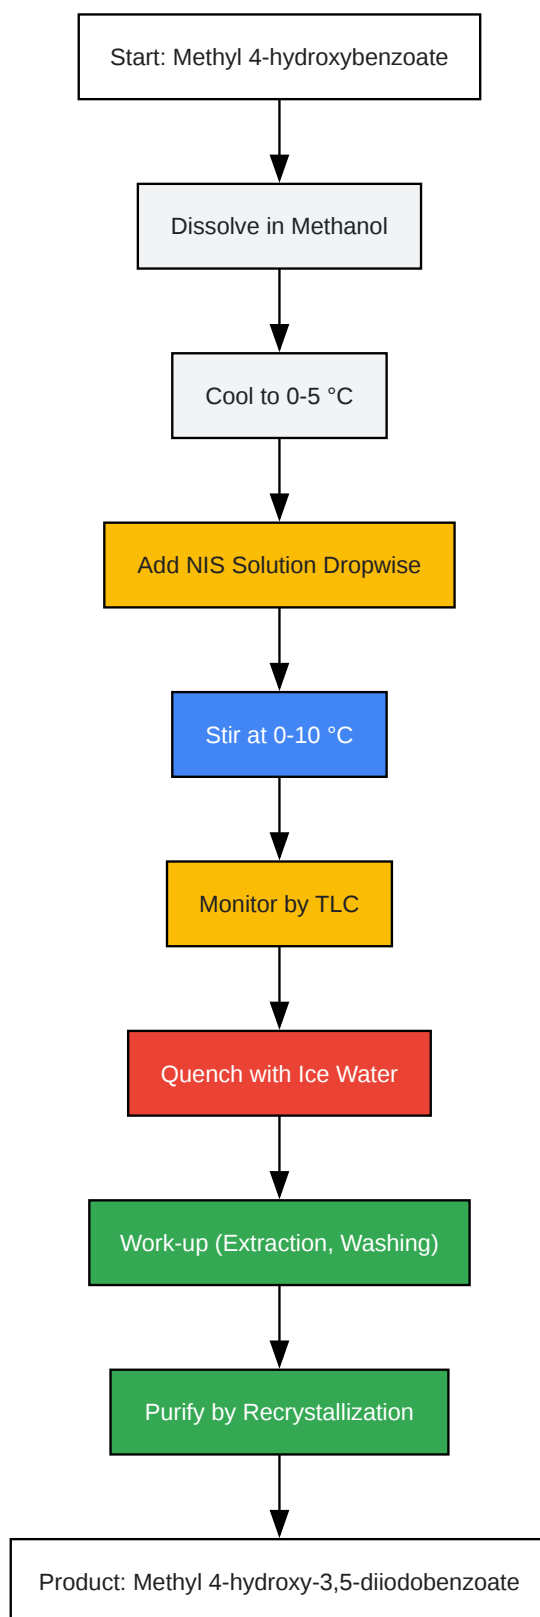 Start: Methyl 4-hydroxybenzoate
Dissolve in Methanol
Cool to 0-5 °C
Add NIS Solution Dropwise
Stir at 0-10 °C
Monitor by TLC
Quench with Ice Water
Work-up (Extraction, Washing)
Purify by Recrystallization
Product: Methyl 4-hydroxy-3,5-diiodobenzoate